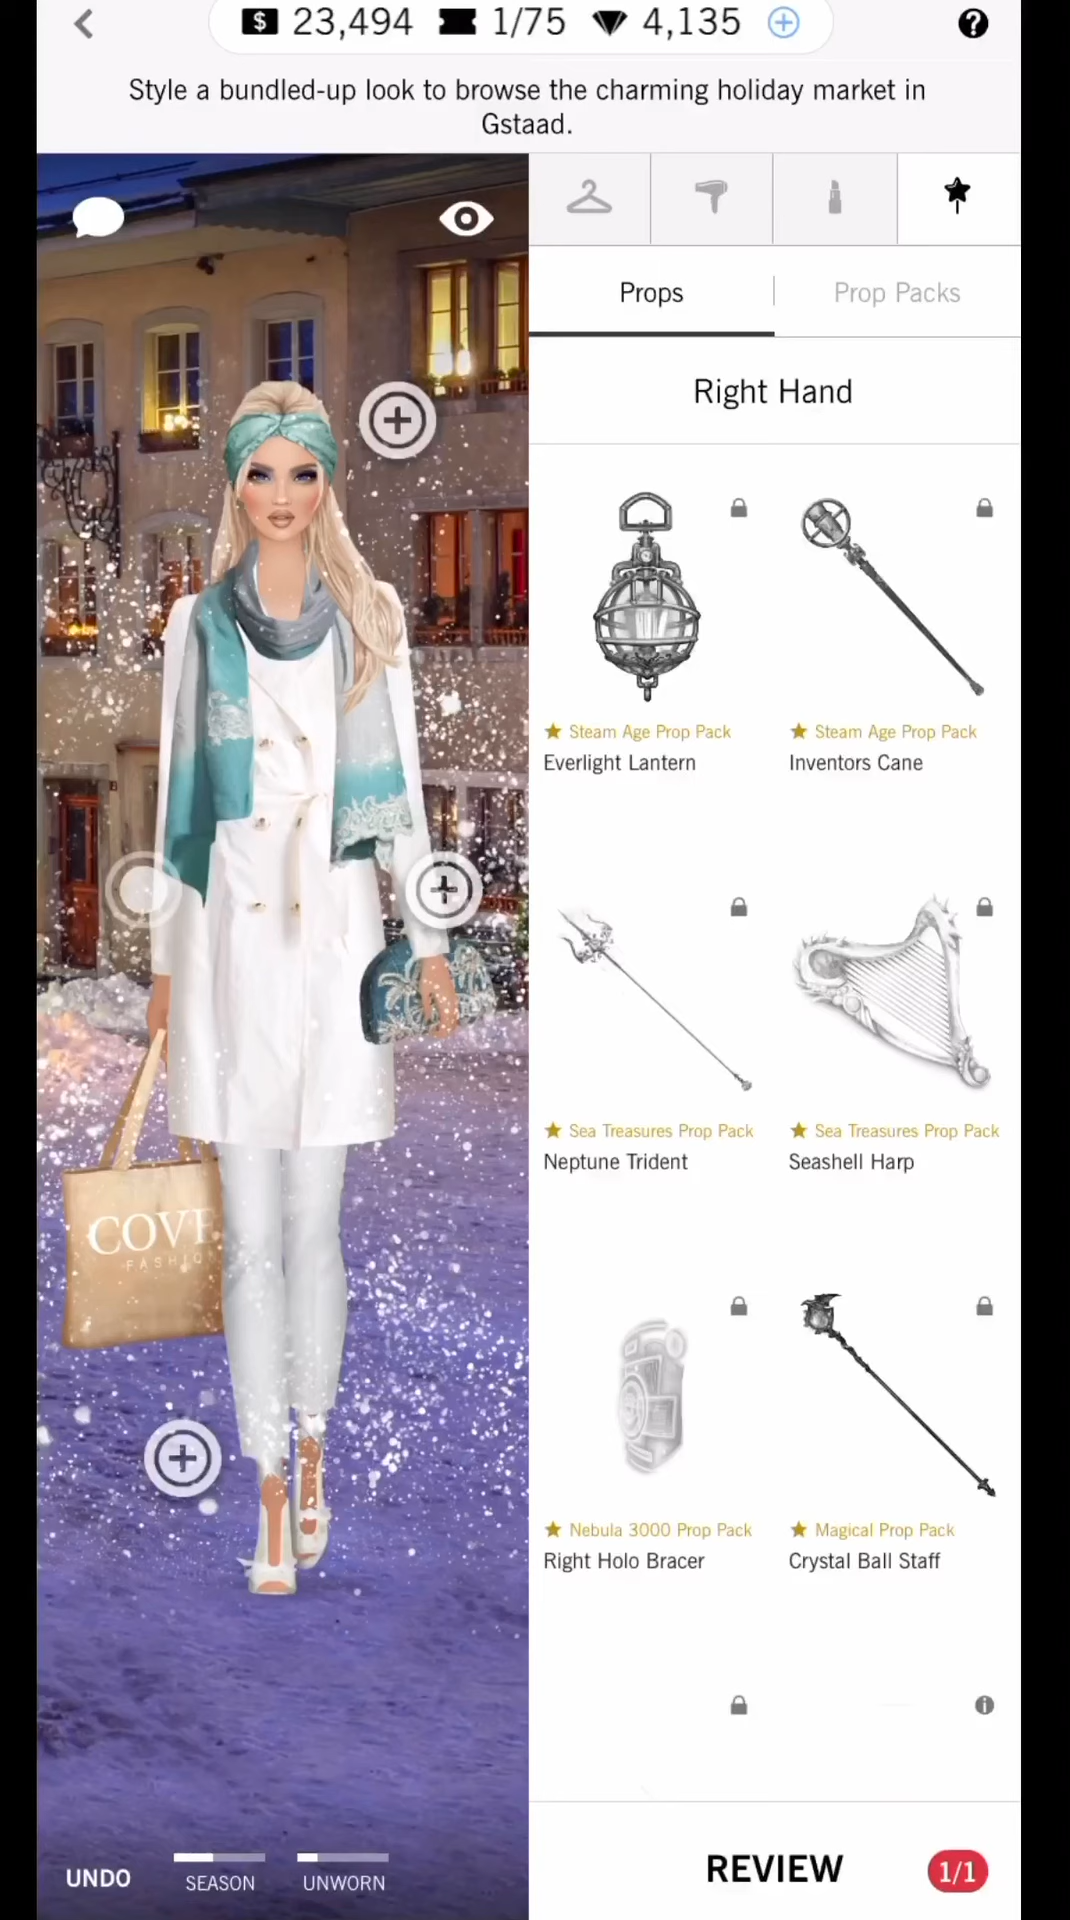 $ 23,494 1/75 4,135
Style a bundled-up look to browse the charming holiday market in
Gstaad.
Props
Prop Packs
Right Hand
Steam Age Prop Pack
Everlight Lantern
Steam Age Prop Pack
Inventors Cane
Sea Treasures Prop Pack
Neptune Trident
Sea Treasures Prop Pack
Seashell Harp
COVE
FASHIO
Nebula 3000 Prop Pack
Right Holo Bracer
Magical Prop Pack
Crystal Ball Staff
UNDO
SEASON
UNWORN
REVIEW
1/1